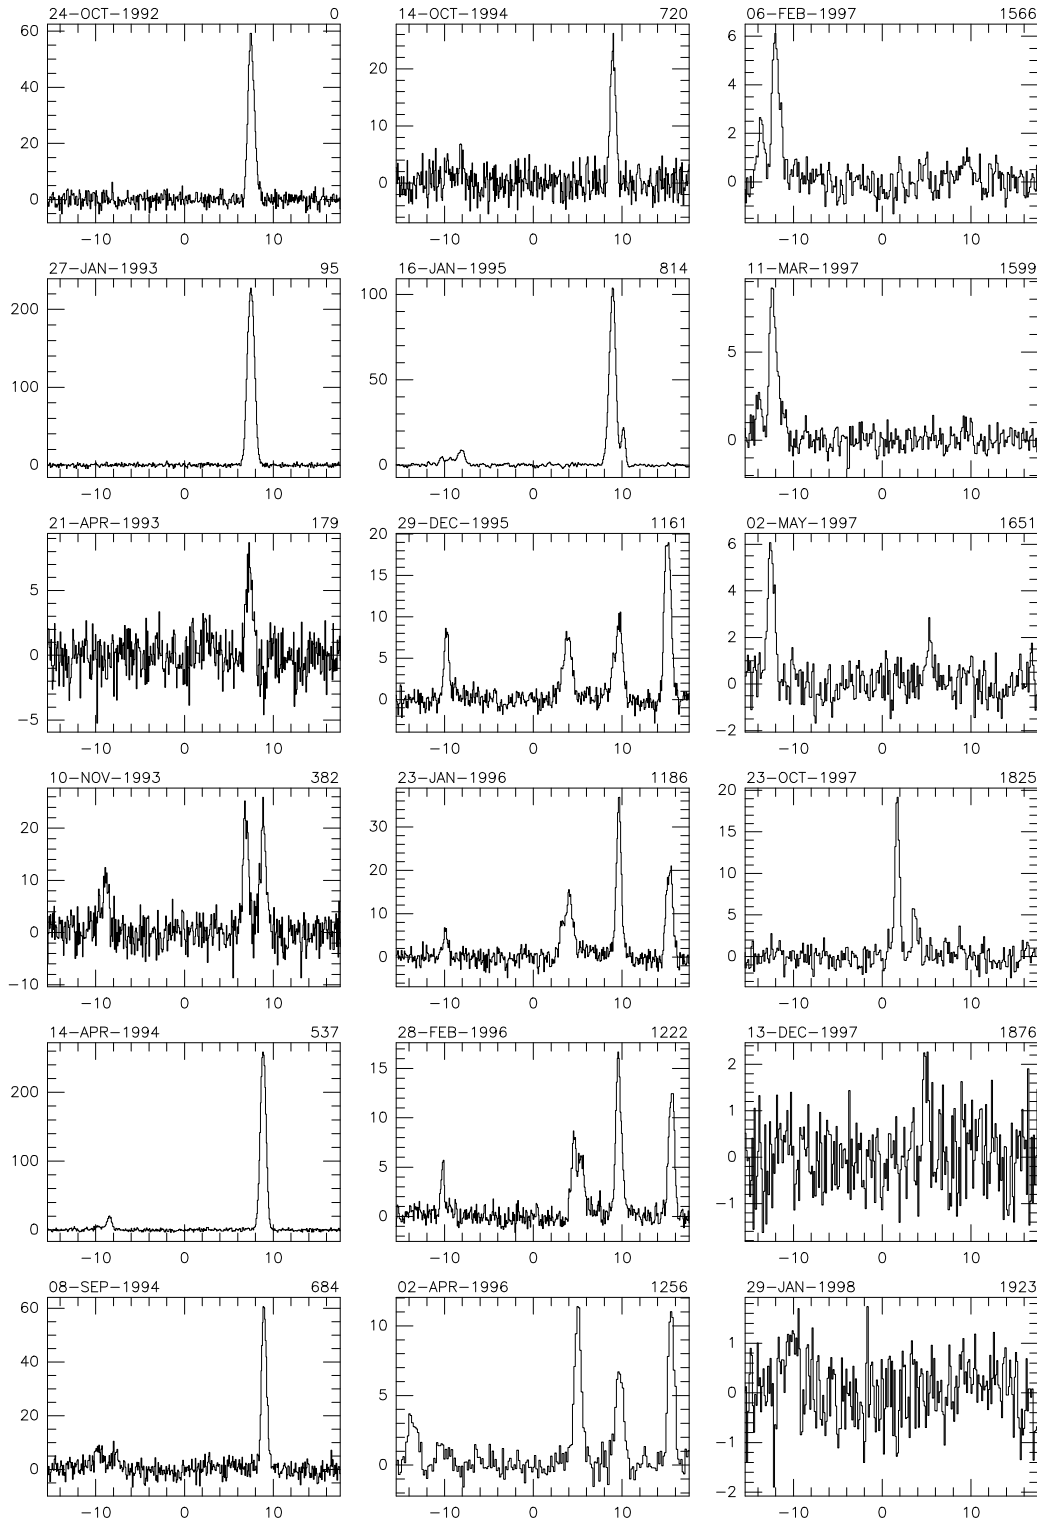 24-OCT-1992 0
60
40
20
0
-10 0 10
27-JAN-1993 95
200
100
0
-10 0 10
21-APR-1993 179
5
0
-5
-10 0 10
10-NOV-1993 382
20
10
0
-10
-10 0 10
14-APR-1994 537
200
100
0
-10 0 10
08-SEP-1994 684
60
40
20
0
-10 0 10
14-OCT-1994 720
20
10
0
-10 0 10
16-JAN-1995 814
100
50
0
-10 0 10
29-DEC-1995 1161
20
15
10
5
0
-10 0 10
23-JAN-1996 1186
30
20
10
0
-10 0 10
28-FEB-1996 1222
15
10
5
0
-10 0 10
02-APR-1996 1256
10
5
0
-10 0 10
06-FEB-1997 1566
6
4
2
0
-10 0 10
11-MAR-1997 1599
5
0
-10 0 10
02-MAY-1997 1651
6
4
2
0
-2
-10 0 10
23-OCT-1997 1825
20
15
10
5
0
-10 0 10
13-DEC-1997 1876
2
1
0
-1
-10 0 10
29-JAN-1998 1923
1
0
-1
-2
-10 0 10